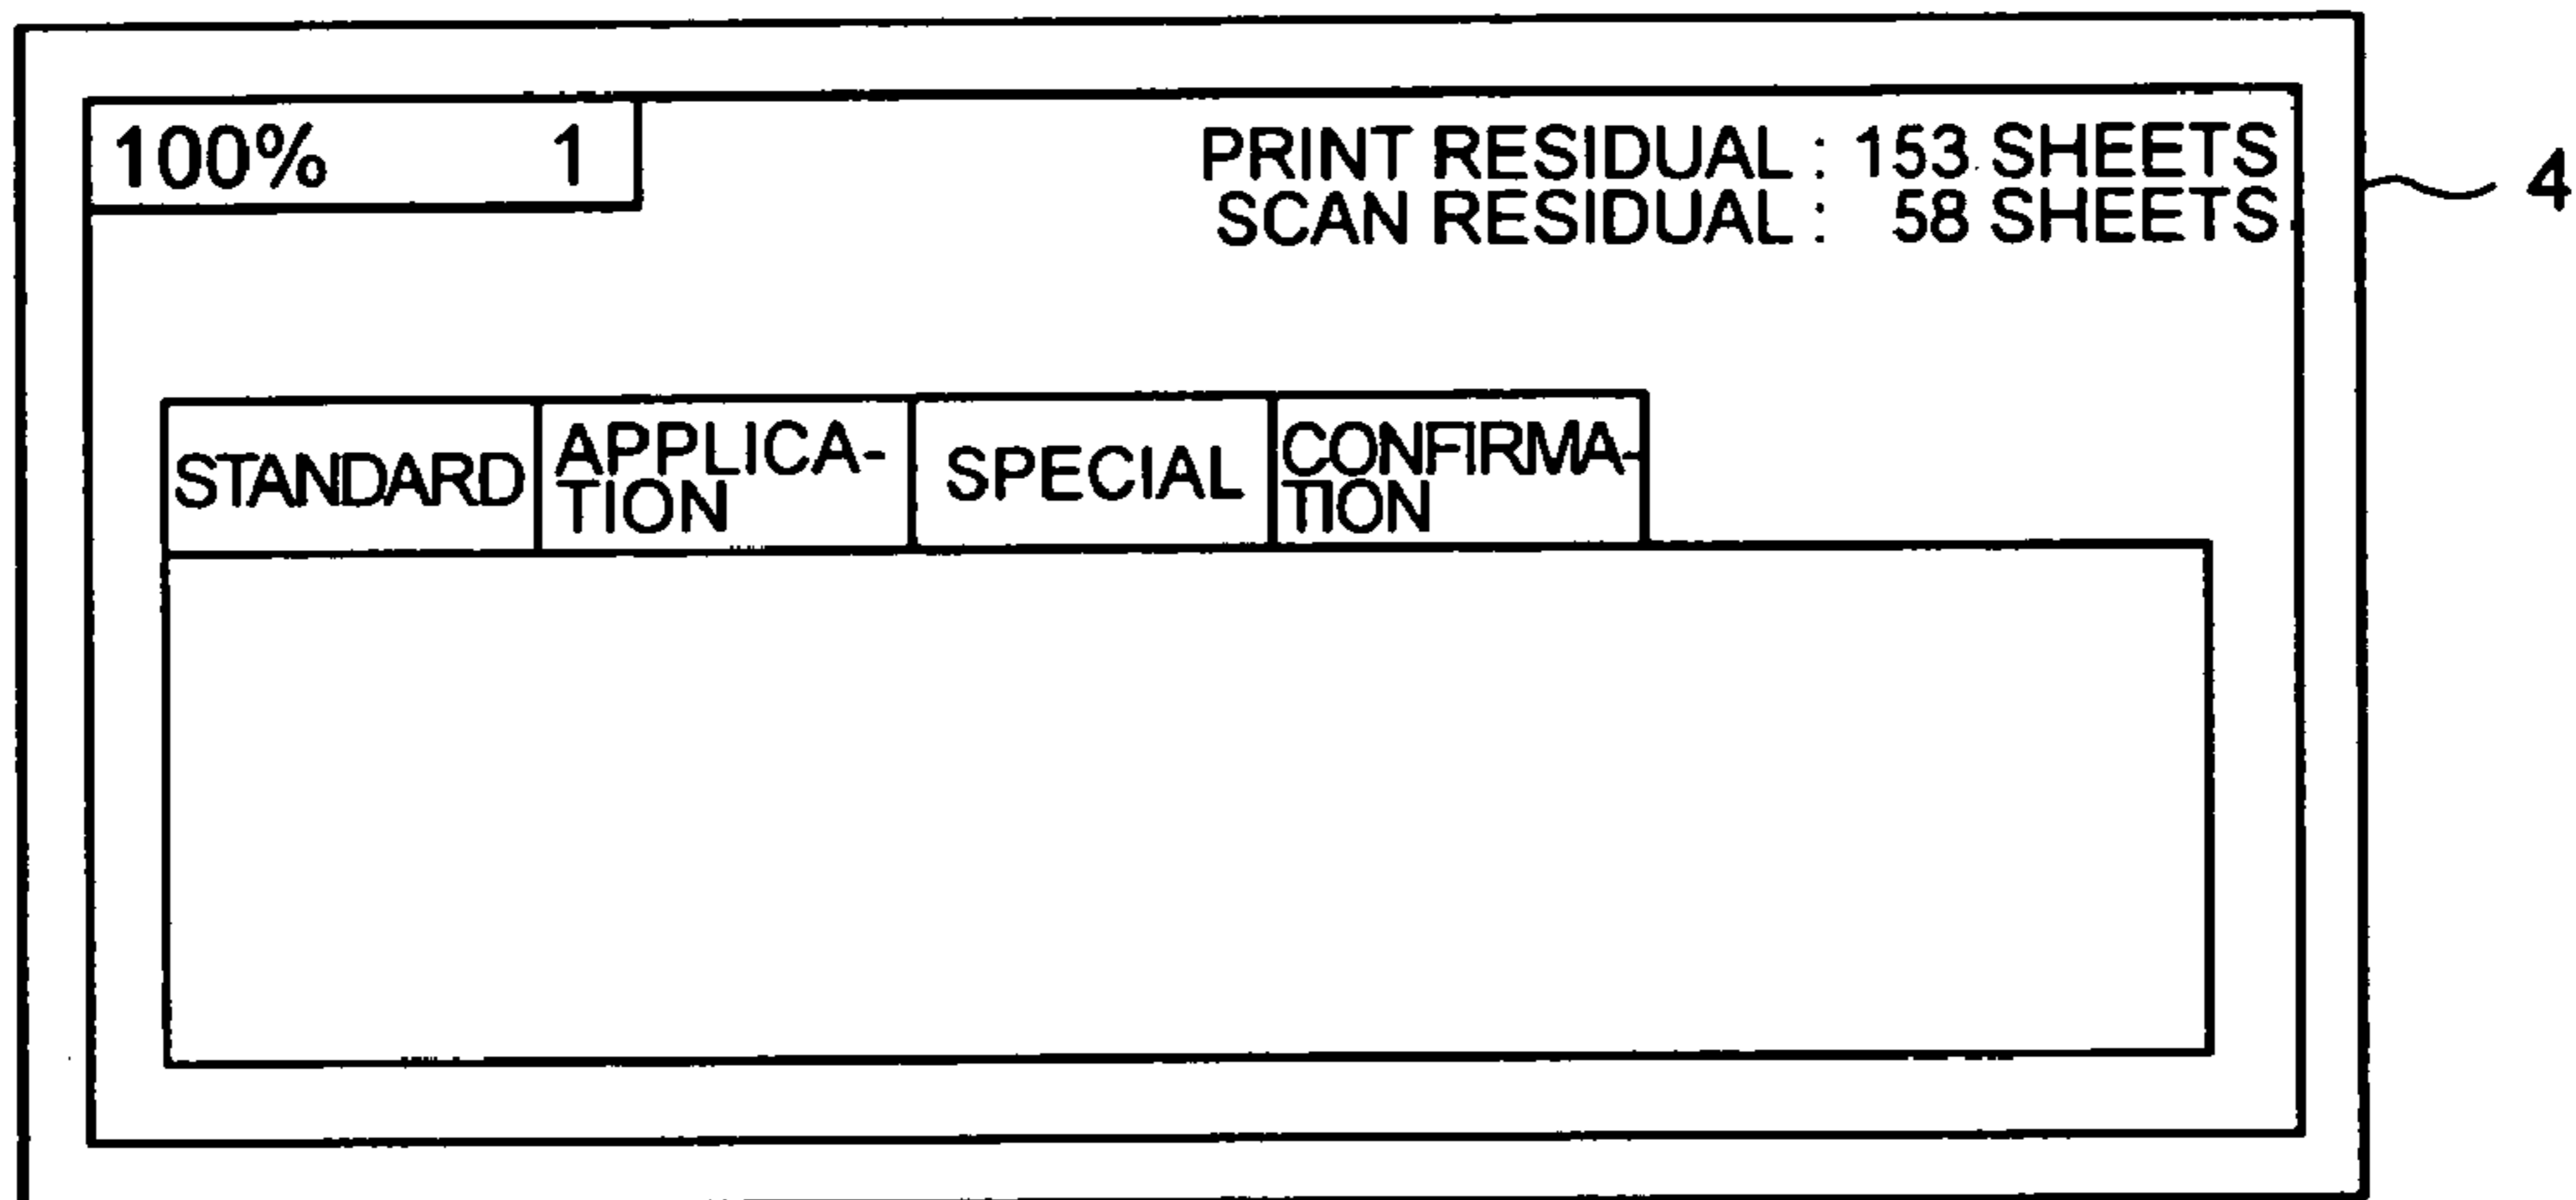 100% 1
PRINT RESIDUAL : 153 SHEETS
SCAN RESIDUAL : 58 SHEETS
4
STANDARD
APPLICA-
TION
SPECIAL
CONFIRMA-
TION